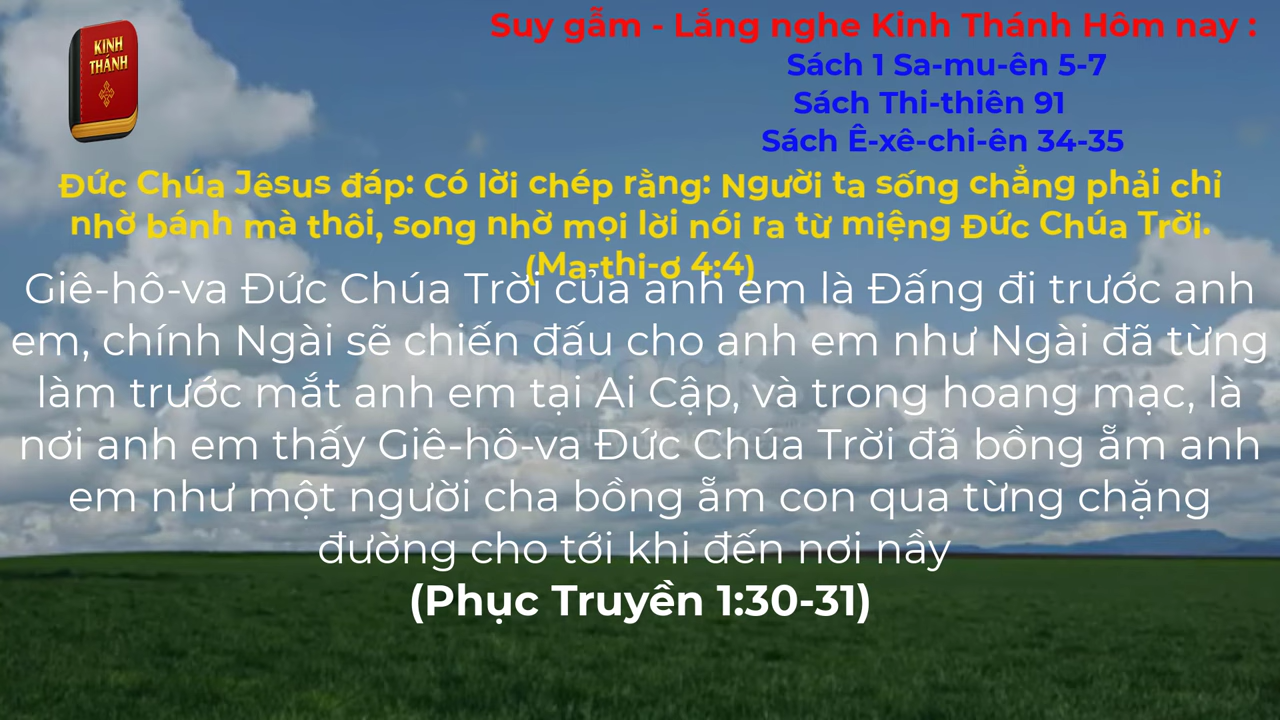 KINH
THÁNH
Suy gẫm - Lắng nghe Kinh Thánh Hôm nay :
Sách 1 Sa-mu-ên 5-7
Sách Thi-thiên 91
Sách Ê-xê-chi-ên 34-35
Đức Chúa Jêsus đáp: Có lời chép rằng: Người ta sống chẳng phải chỉ
nhờ bánh mà thôi, song nhờ mọi lời nói ra từ miệng Đức Chúa Trời.
(Ma-thi-ơ 4:4)
Giê-hô-va Đức Chúa Trời của anh em là Đấng đi trước anh
em, chính Ngài sẽ chiến đấu cho anh em như Ngài đã từng
làm trước mắt anh em tại Ai Cập, và trong hoang mạc, là
nơi anh em thấy Giê-hô-va Đức Chúa Trời đã bồng ẵm anh
em như một người cha bồng ẵm con qua từng chặng
đường cho tới khi đến nơi nầy
(Phục Truyền 1:30-31)